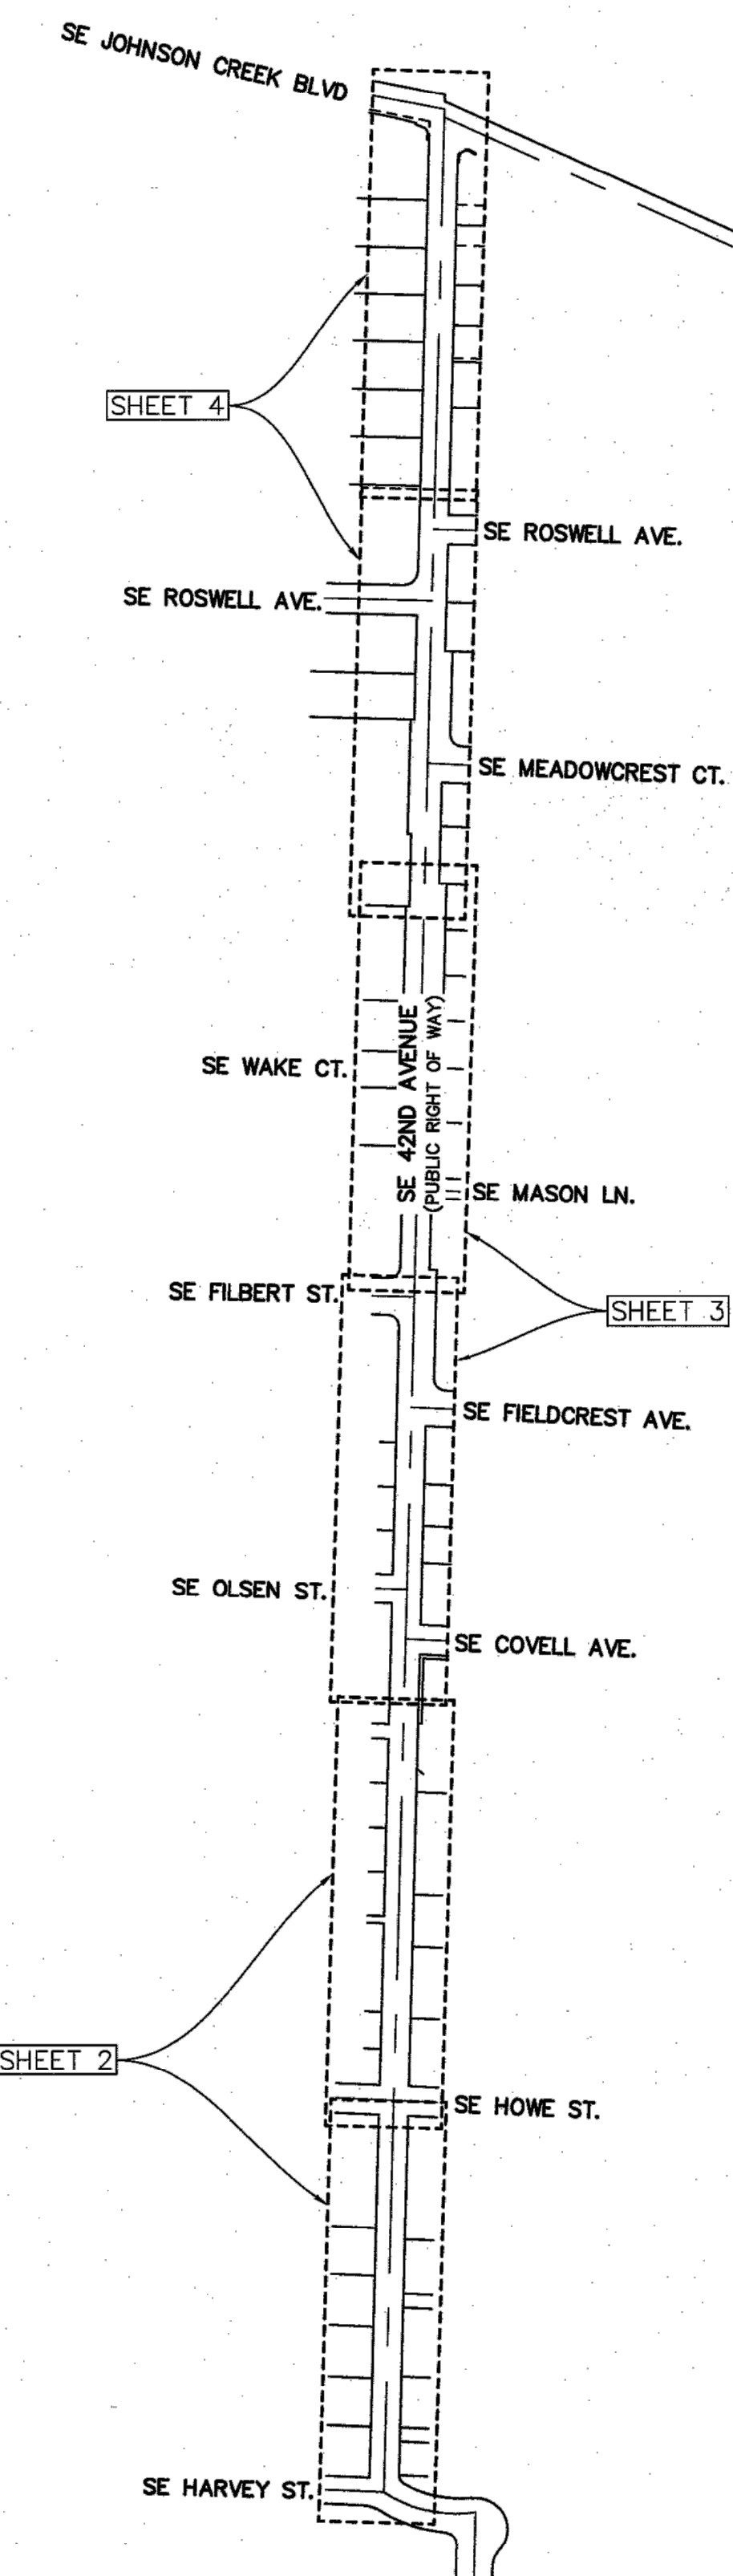 SE JOHNSON CREEK BLVD
SHEET 4
SE ROSWELL AVE.
SE ROSWELL AVE.
SE MEADOWCREST CT.
SE 42ND AVENUE
(PUBLIC RIGHT OF WAY)
SE WAKE CT.
SE MASON LN.
SE FILBERT ST.
SHEET 3
SE FIELDCREST AVE.
SE OLSEN ST.
SE COVELL AVE.
SHEET 2
SE HOWE ST.
SE HARVEY ST.